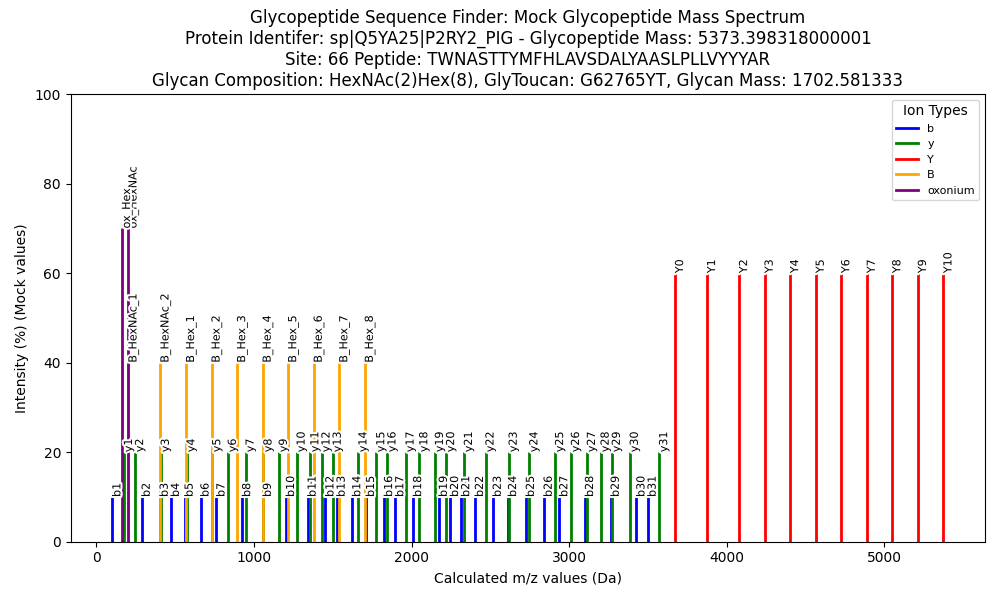 Glycopeptide Sequence Finder: Mock Glycopeptide Mass Spectrum
Protein Identifer: sp|Q5YA25|P2RY2_PIG - Glycopeptide Mass: 5373.398318000001
Site: 66 Peptide: TWNASTTYMFHLAVSDALYAASLPLLVYYYAR
Glycan Composition: HexNAc(2)Hex(8), GlyToucan: G62765YT, Glycan Mass: 1702.581333
Intensity (%) (Mock values)
100
80
60
40
20
0
Ion Types
b
y
Y
B
oxonium
ox_Hex
ox_HexNAc
B_HexNAc_1
B_HexNAc_2
B_Hex_1
B_Hex_2
B_Hex_3
B_Hex_4
B_Hex_5
B_Hex_6
B_Hex_7
B_Hex_8
Y0
Y1
Y2
Y3
Y4
Y5
Y6
Y7
Y8
Y9
Y10
y1
y2
y3
y4
y5
y6
y7
y8
y9
y10
y11
y12
y13
y14
y15
y16
y17
y18
y19
y20
y21
y22
y23
y24
y25
y26
y27
y28
y29
y30
y31
b1
b2
b3
b4
b5
b6
b7
b8
b9
b10
b11
b12
b13
b14
b15
b16
b17
b18
b19
b20
b21
b22
b23
b24
b25
b26
b27
b28
b29
b30
b31
0
1000
2000
3000
4000
5000
Calculated m/z values (Da)